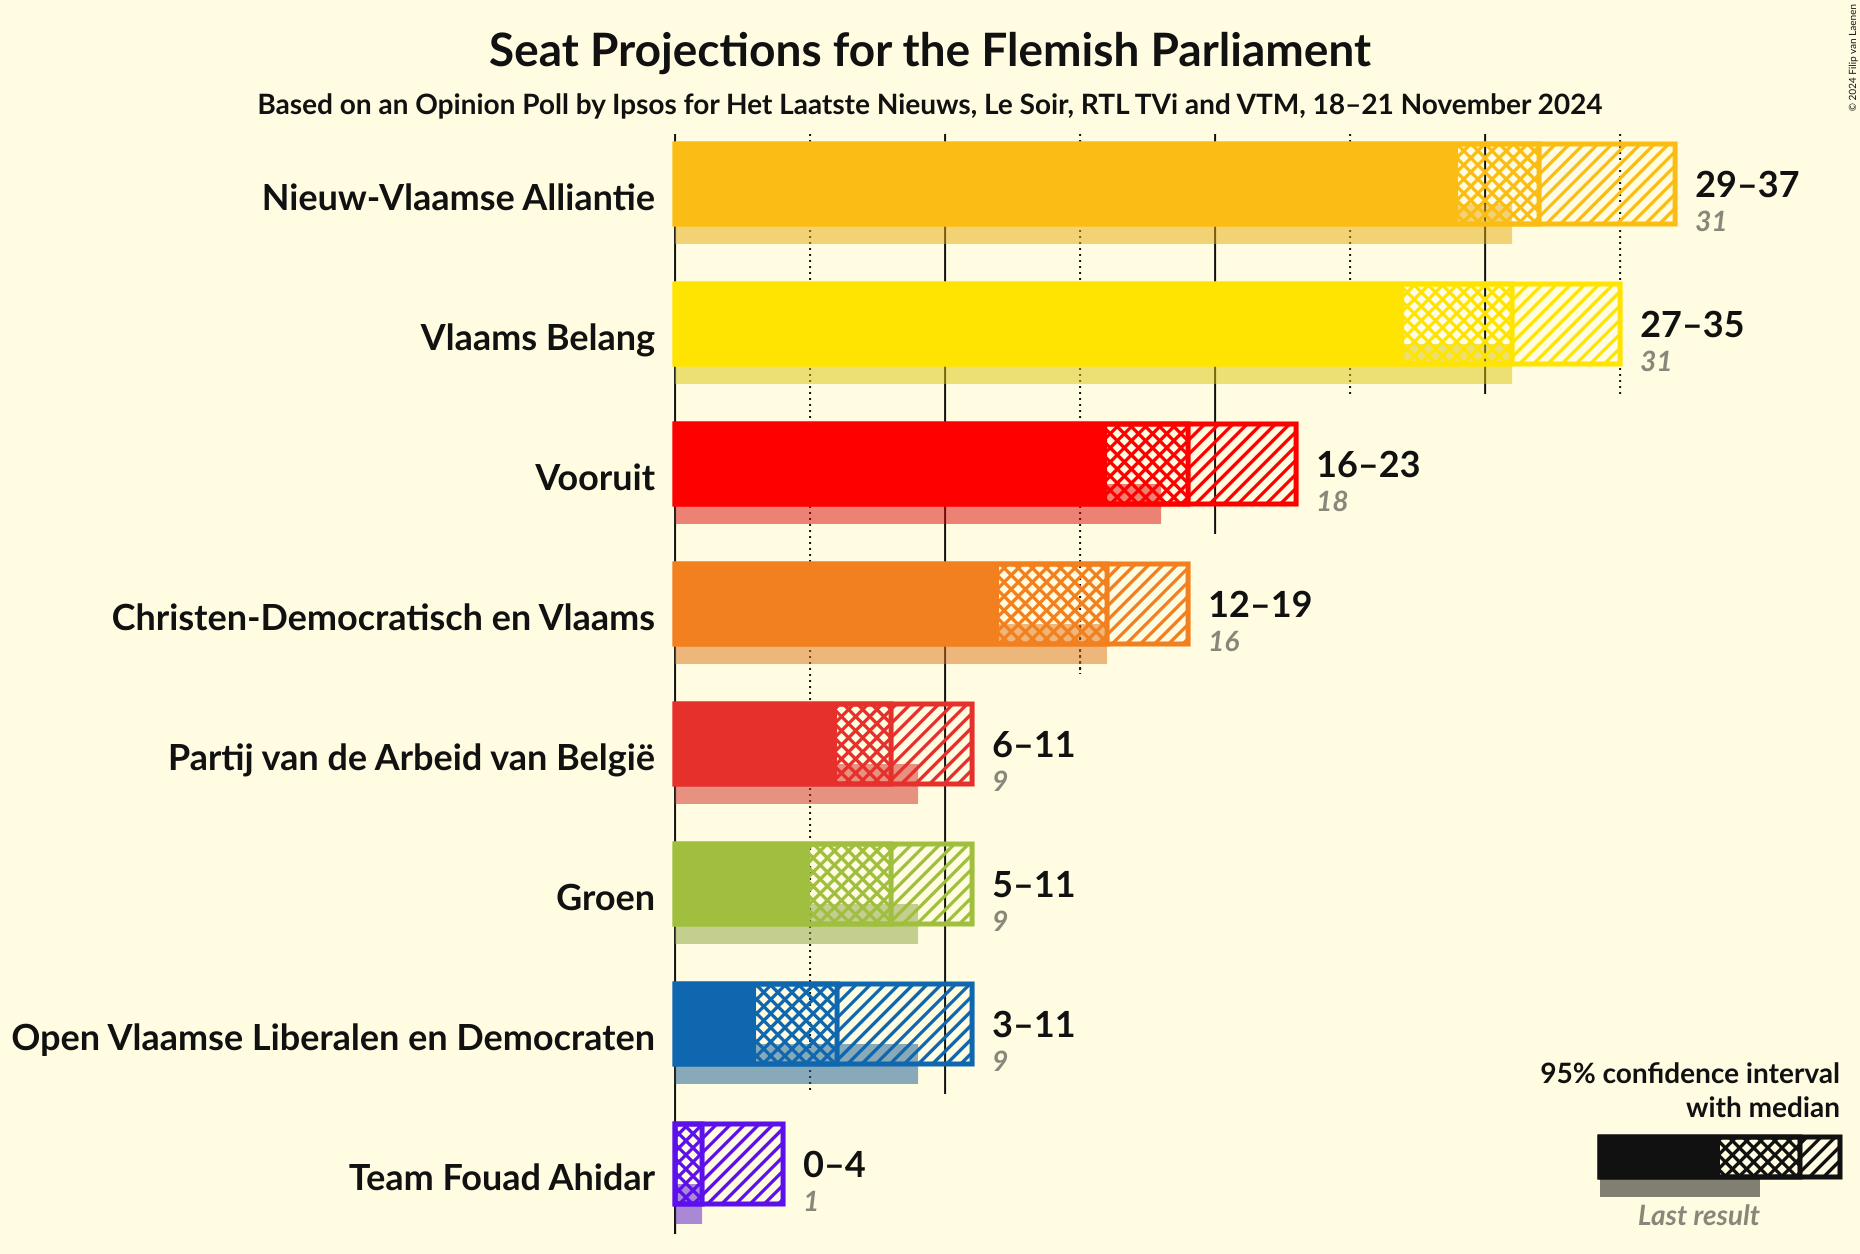 Seat Projections for the Flemish Parliament
Based on an Opinion Poll by Ipsos for Het Laatste Nieuws, Le Soir, RTL TVi and VTM, 18–21 November 2024
© 2024 Filip van Laenen
Nieuw-Vlaamse Alliantie
29–37
31
Vlaams Belang
27–35
31
Vooruit
16–23
18
Christen-Democratisch en Vlaams
12–19
16
Partij van de Arbeid van België
6–11
9
Groen
5–11
9
Open Vlaamse Liberalen en Democraten
3–11
9
Team Fouad Ahidar
0–4
1
95% confidence interval
with median
Last result